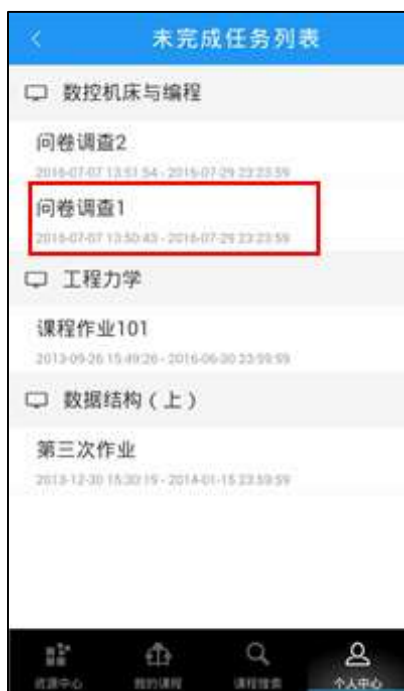 未完成任务列表
数控机床与编程
问卷调查2
2016-07-07 13:51:54 - 2016-07-29 23:23:59
问卷调查1
2016-07-07 13:50:43 - 2016-07-29 23:23:59
工程力学
课程作业101
2013-09-26 15:49:26 - 2016-06-30 23:59:59
数据结构(上)
第三次作业
2013-12-30 15:30:19 - 2014-01-15 23:59:59
资源中心 我的课程 课程搜索 个人中心